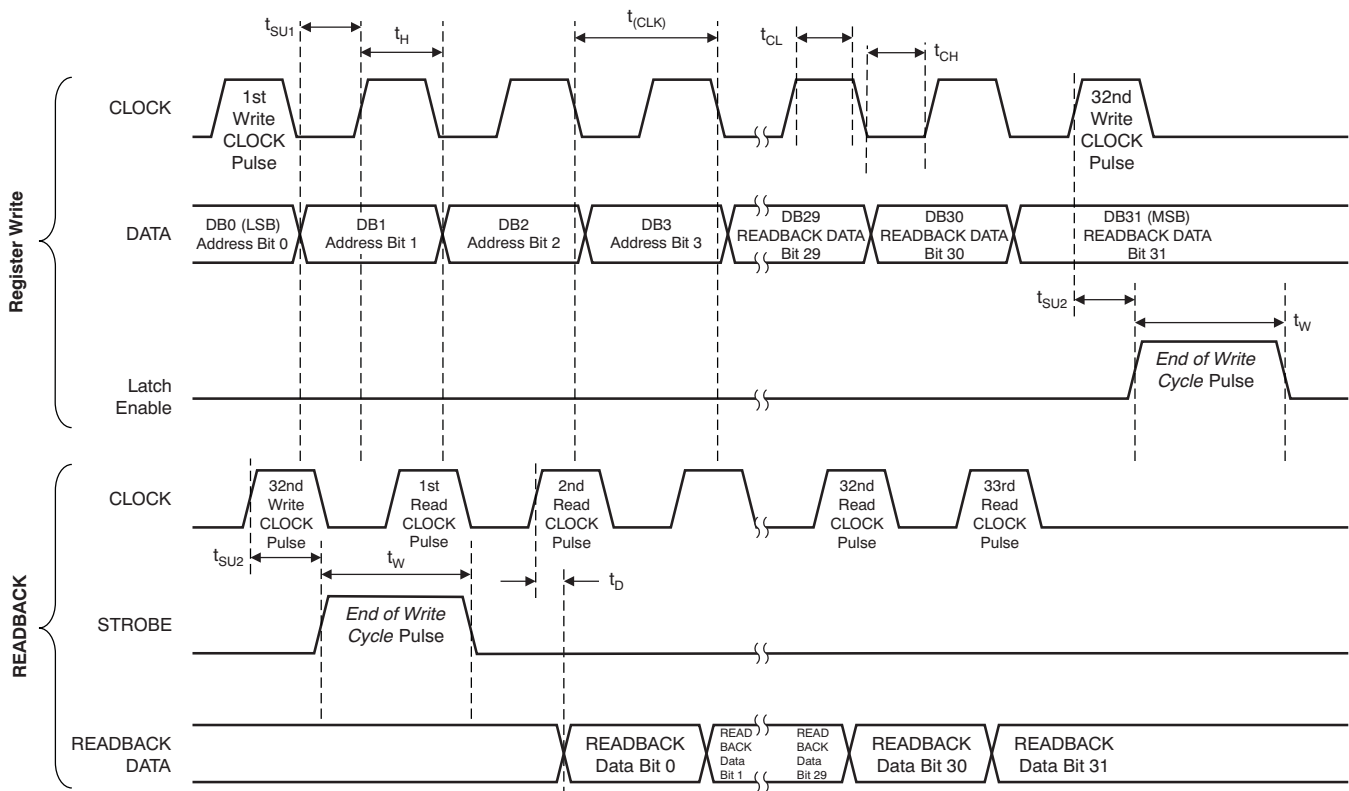 tSU1
tH
t(CLK)
tCL
tCH
Register Write
CLOCK
1st
Write
CLOCK
Pulse
32nd
Write
CLOCK
Pulse
DATA
DB0 (LSB)
Address Bit 0
DB1
Address Bit 1
DB2
Address Bit 2
DB3
Address Bit 3
DB29
READBACK DATA
Bit 29
DB30
READBACK DATA
Bit 30
DB31 (MSB)
READBACK DATA
Bit 31
tSU2
tW
Latch
Enable
End of Write
Cycle Pulse
READBACK
CLOCK
32nd
Write
CLOCK
Pulse
1st
Read
CLOCK
Pulse
2nd
Read
CLOCK
Pulse
32nd
Read
CLOCK
Pulse
33rd
Read
CLOCK
Pulse
tSU2
tW
tD
STROBE
End of Write
Cycle Pulse
READBACK
DATA
READBACK
Data Bit 0
READ
BACK
Data
Bit 1
READ
BACK
Data
Bit 29
READBACK
Data Bit 30
READBACK
Data Bit 31